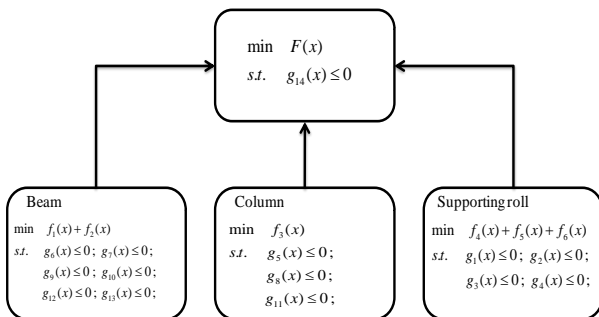 min F(x)
s.t. g₁₄(x) ≤ 0
Beam
min f₁(x) + f₂(x)
s.t. g₆(x) ≤ 0; g₇(x) ≤ 0;
g₉(x) ≤ 0; g₁₀(x) ≤ 0;
g₁₂(x) ≤ 0; g₁₃(x) ≤ 0;
Column
min f₃(x)
s.t. g₅(x) ≤ 0;
g₈(x) ≤ 0;
g₁₁(x) ≤ 0;
Supporting roll
min f₄(x) + f₅(x) + f₆(x)
s.t. g₁(x) ≤ 0; g₂(x) ≤ 0;
g₃(x) ≤ 0; g₄(x) ≤ 0;